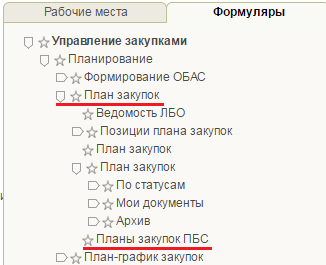 Рабочие места
Формуляры
Управление закупками
Планирование
Формирование ОБАС
План закупок
Ведомость ЛБО
Позиции плана закупок
План закупок
План закупок
По статусам
Мои документы
Архив
Планы закупок ПБС
План-график закупок